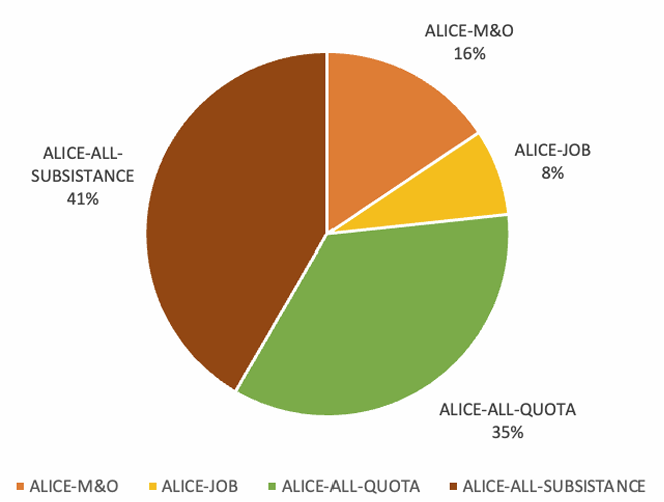 ALICE-M&O
16%
ALICE-JOB
8%
ALICE-ALL-
SUBSISTANCE
41%
ALICE-ALL-QUOTA
35%
ALICE-M&O ALICE-JOB ALICE-ALL-QUOTA ALICE-ALL-SUBSISTANCE